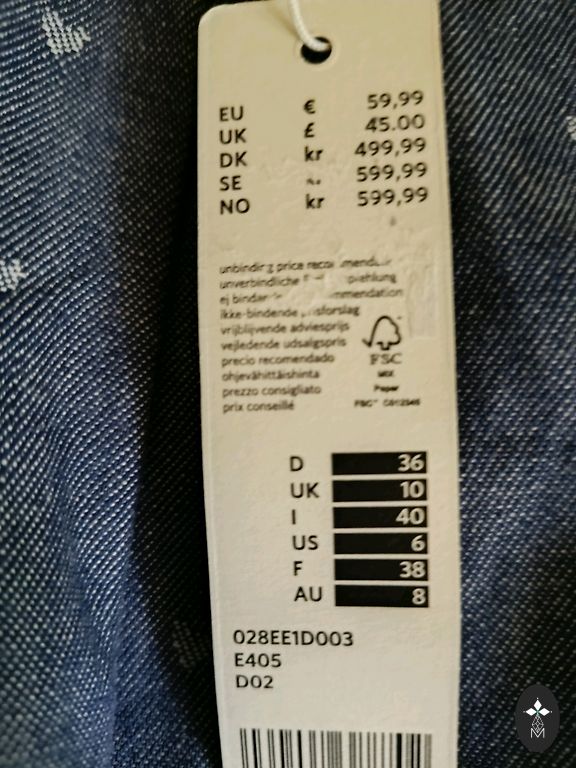 EU € 59,99
UK £ 45.00
DK kr 499,99
SE 599,99
NO kr 599,99
unbinding price
unverbindliche
ej
ikke-bindende
vrijblijvende adviesprijs
vejledende udsalgspris
precio recomendado
ohjevähittäishinta
prezzo consigliato
prix conseillé
FSC
MIX
Paper
D 36
UK 10
I 40
US 6
F 38
AU 8
028EE1D003
E405
D02
M